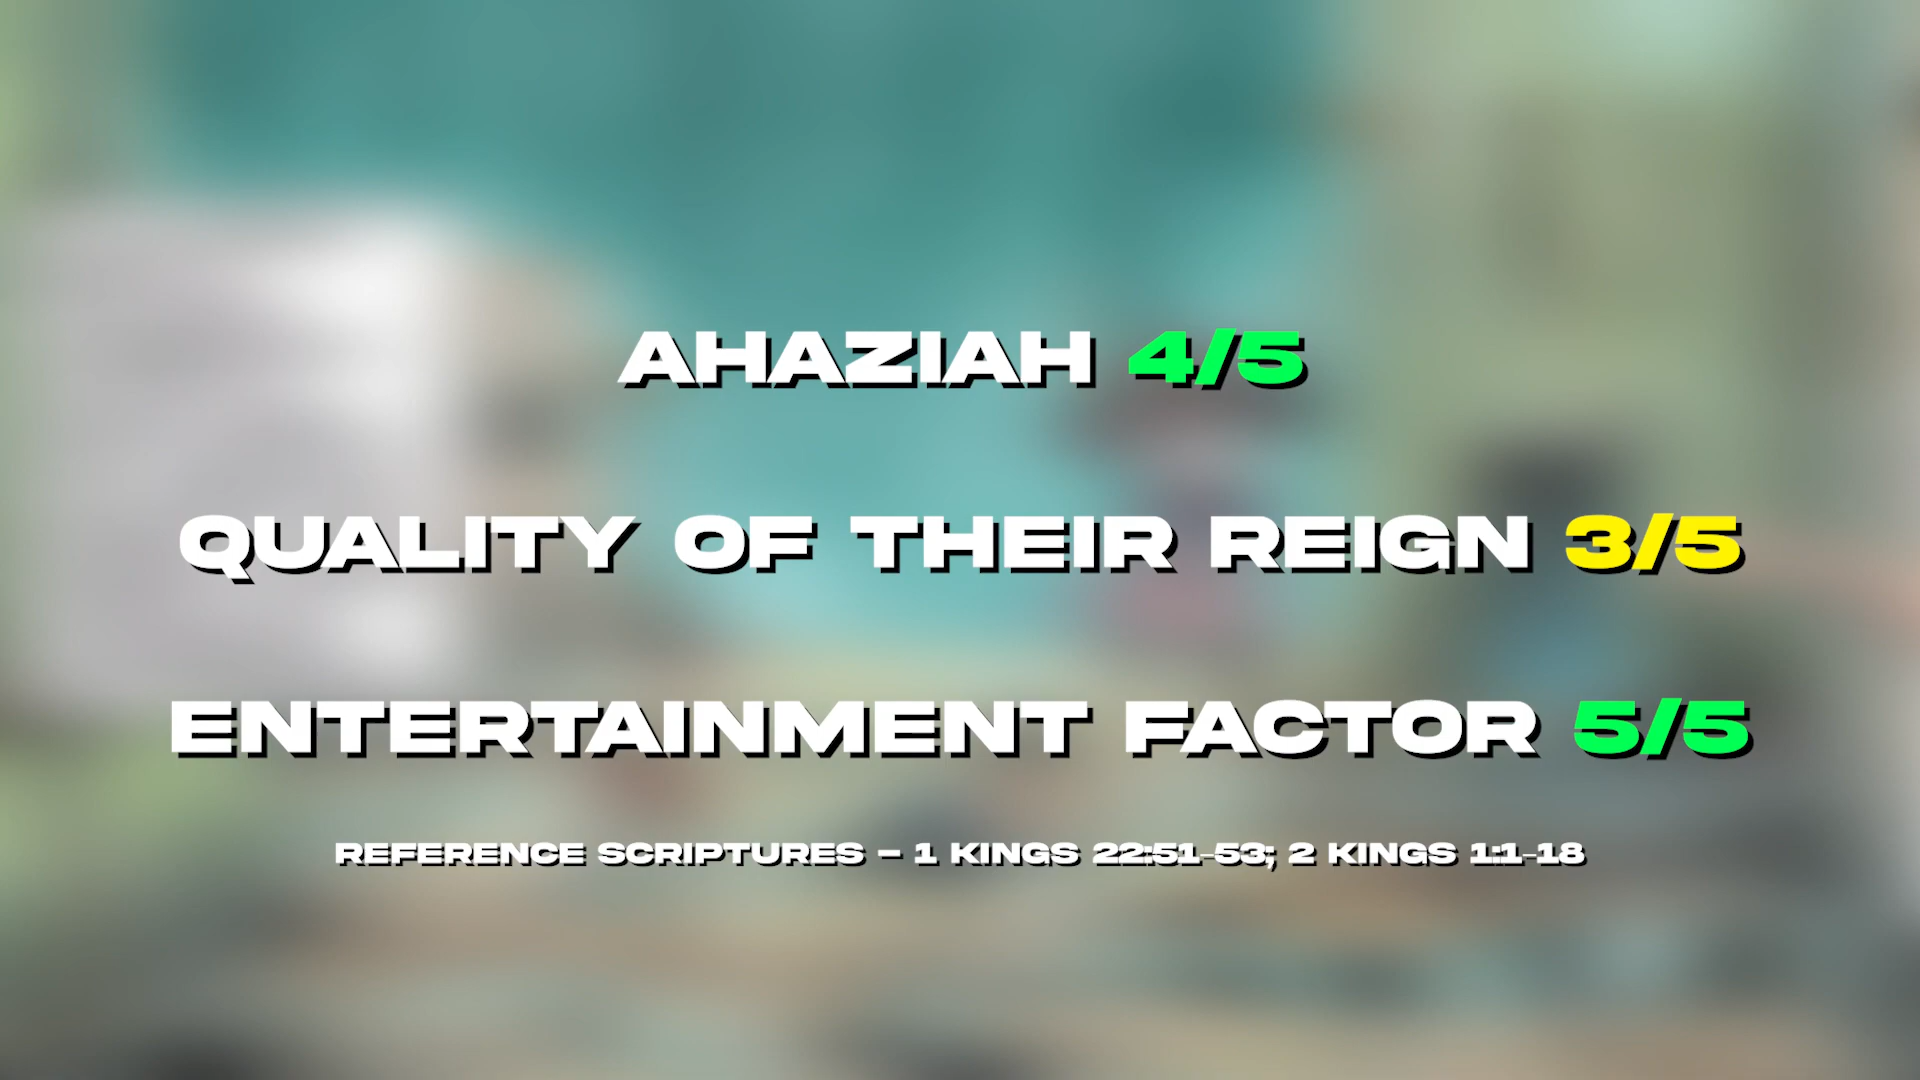 AHAZIAH 4/5
QUALITY OF THEIR REIGN 3/5
ENTERTAINMENT FACTOR 5/5
REFERENCE SCRIPTURES – 1 KINGS 22:51-53; 2 KINGS 1:1-18